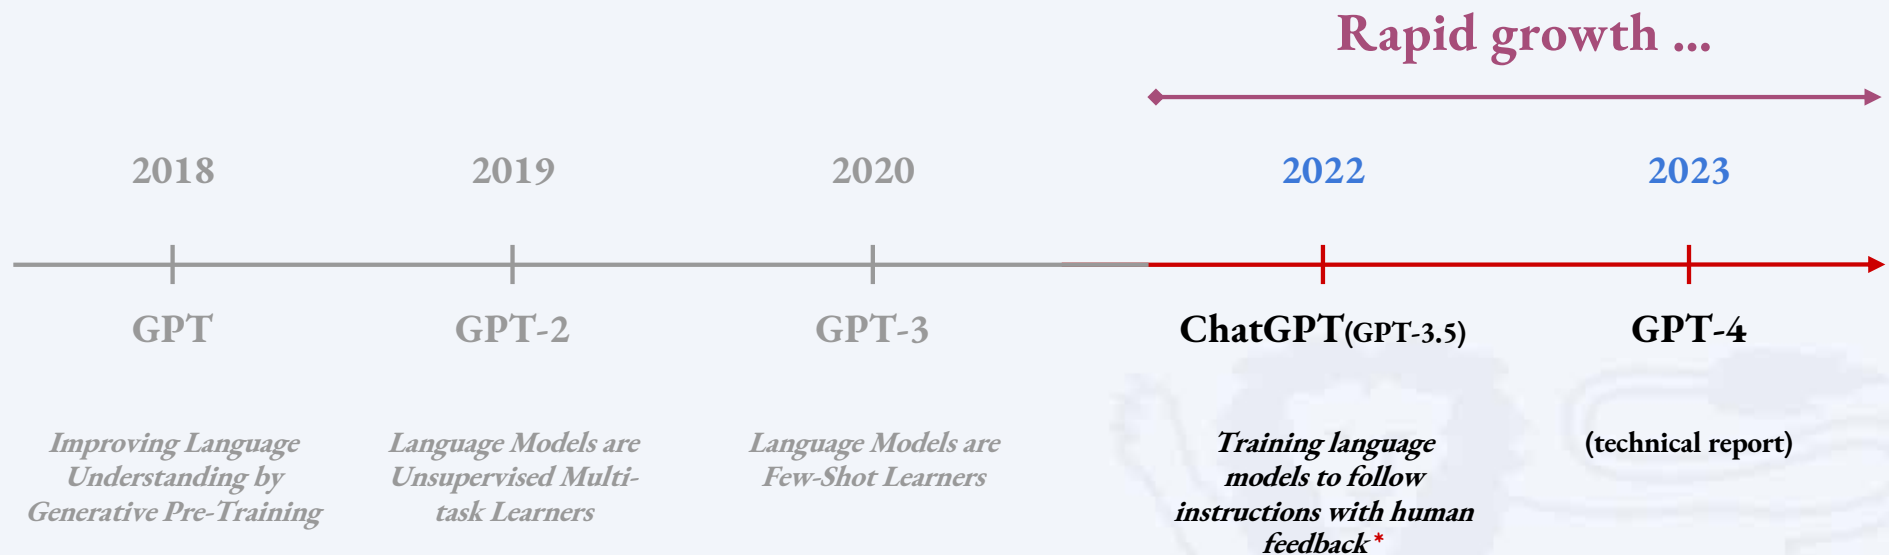 Rapid growth ...
2018
2019
2020
2022
2023
GPT
GPT-2
GPT-3
ChatGPT(GPT-3.5)
GPT-4
Improving Language
Understanding by
Generative Pre-Training
Language Models are
Unsupervised Multi-
task Learners
Language Models are
Few-Shot Learners
Training language
models to follow
instructions with human
feedback *
(technical report)